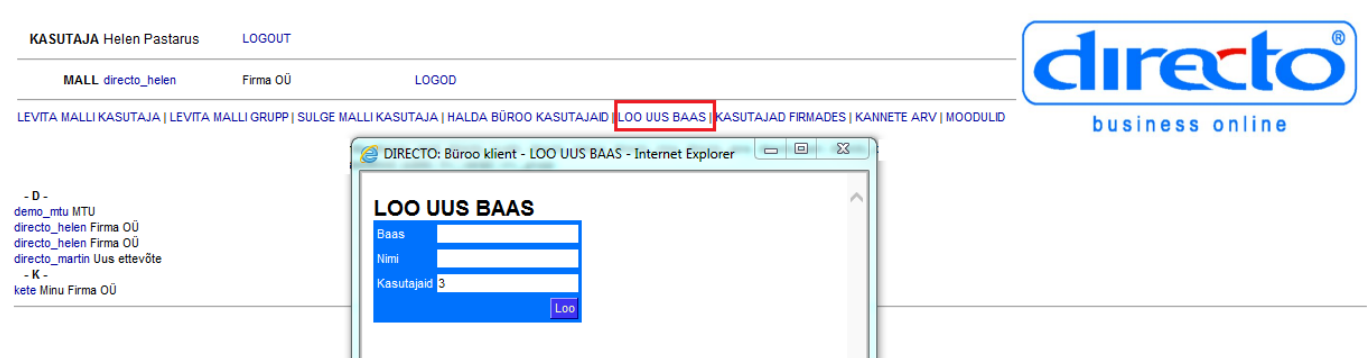 KASUTAJA Helen Pastarus LOGOUT
MALL directo_helen Firma OÜ LOGOD
directo®
business online
LEVITA MALLI KASUTAJA | LEVITA MALLI GRUPP | SULGE MALLI KASUTAJA | HALDA BÜROO KASUTAJAID | LOO UUS BAAS | KASUTAJAD FIRMADES | KANNETE ARV | MOODULID
DIRECTO: Büroo klient - LOO UUS BAAS - Internet Explorer
- D -
demo_mtu MTU
directo_helen Firma OÜ
directo_helen Firma OÜ
directo_martin Uus ettevõte
- K -
kete Minu Firma OÜ
LOO UUS BAAS
Baas
Nimi
Kasutajaid 3
Loo